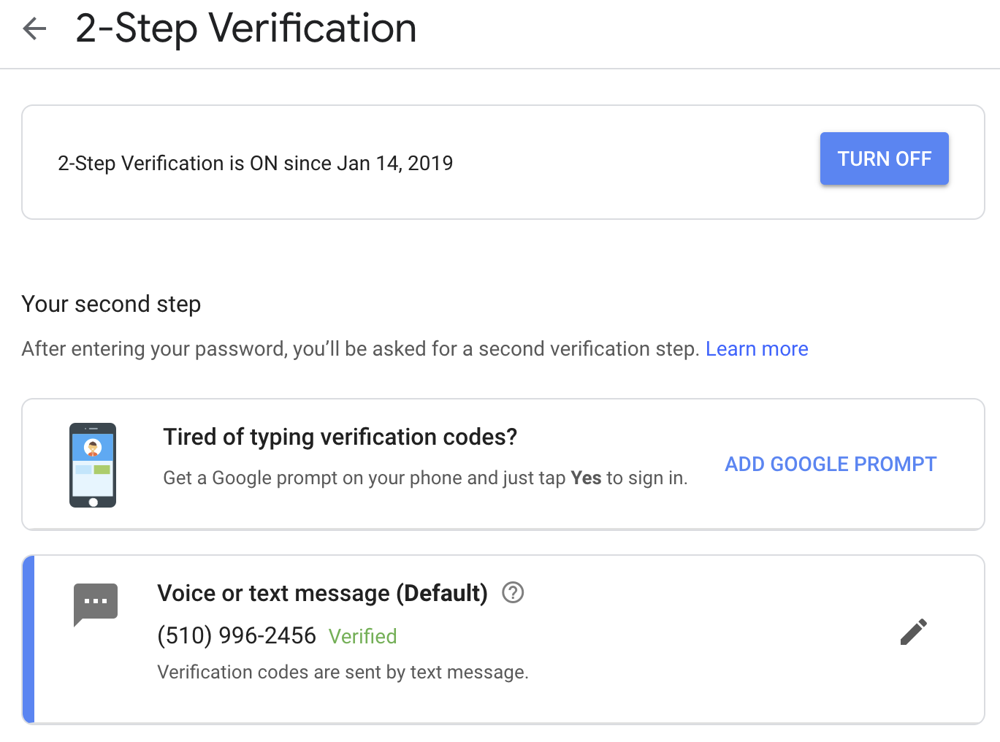 2-Step Verification
2-Step Verification is ON since Jan 14, 2019
TURN OFF
Your second step
After entering your password, you’ll be asked for a second verification step. Learn more
Tired of typing verification codes?
Get a Google prompt on your phone and just tap Yes to sign in.
ADD GOOGLE PROMPT
Voice or text message (Default)
(510) 996-2456 Verified
Verification codes are sent by text message.